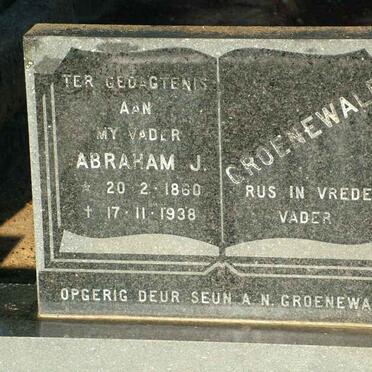 TER GEDAGTENIS
AAN
MY VADER
ABRAHAM J.
* 20·2·1860
† 17·11·1938
GROENEWALD
RUS IN VREDE
VADER
OPGERIG DEUR SEUN A.N. GROENEWA